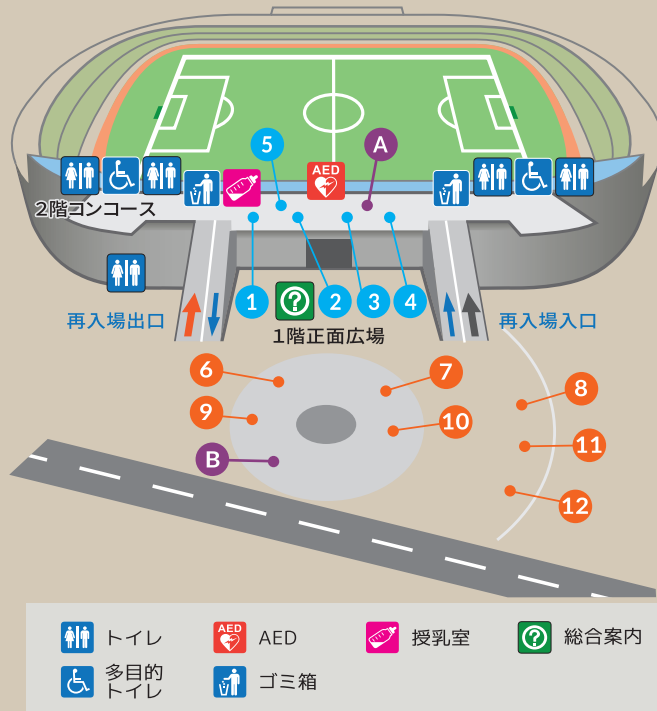 5
AED
A
2階コンコース
1
2
3
4
再入場出口
1階正面広場
再入場入口
6
7
8
9
10
11
B
12
トイレ
AED
AED
授乳室
総合案内
多目的
トイレ
ゴミ箱